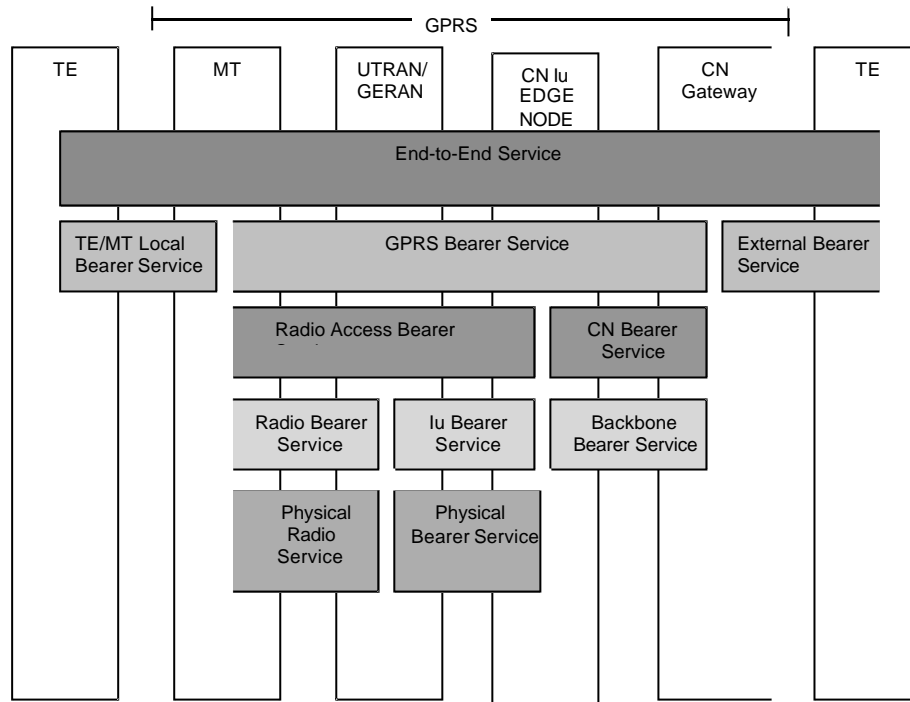 GPRS
TE
MT
UTRAN/
GERAN
CN Iu
EDGE
NODE
CN
Gateway
TE
End-to-End Service
TE/MT Local
Bearer Service
GPRS Bearer Service
External Bearer
Service
Radio Access Bearer
CN Bearer
Service
Radio Bearer
Service
Iu Bearer
Service
Backbone
Bearer Service
Physical
Radio
Service
Physical
Bearer Service